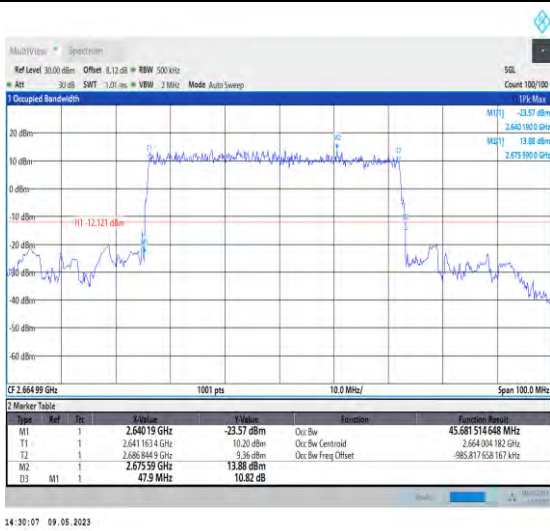 MultiView Spectrum
Ref Level 30.00 dBm Offset 8.12 dB RBW 500 kHz SGL
Att 30 dB SWT 1.01 ms VBW 2 MHz Mode Auto Sweep Count 100/100
1 Occupied Bandwidth 1Pk Max
M1[1] -23.57 dBm
2.640 1900 GHz
M2[1] 13.88 dBm
2.675 5900 GHz
20 dBm
10 dBm
0 dBm
-10 dBm
H1 -12.121 dBm
-20 dBm
-30 dBm
-40 dBm
-50 dBm
-60 dBm
T1
M2
T2
CF 2.664 99 GHz 1001 pts 10.0 MHz/ Span 100.0 MHz
2 Marker Table
Type Ref Trc X-Value Y-Value Function Function Result
M1 1 2.640 19 GHz -23.57 dBm Occ Bw 45.681 514 648 MHz
T1 1 2.641 163 4 GHz 10.20 dBm Occ Bw Centroid 2.664 004 182 GHz
T2 1 2.686 844 9 GHz 9.36 dBm Occ Bw Freq Offset -985.817 658 167 kHz
M2 1 2.675 59 GHz 13.88 dBm
D3 M1 1 47.9 MHz 10.82 dB
14:30:07 09.05.2023